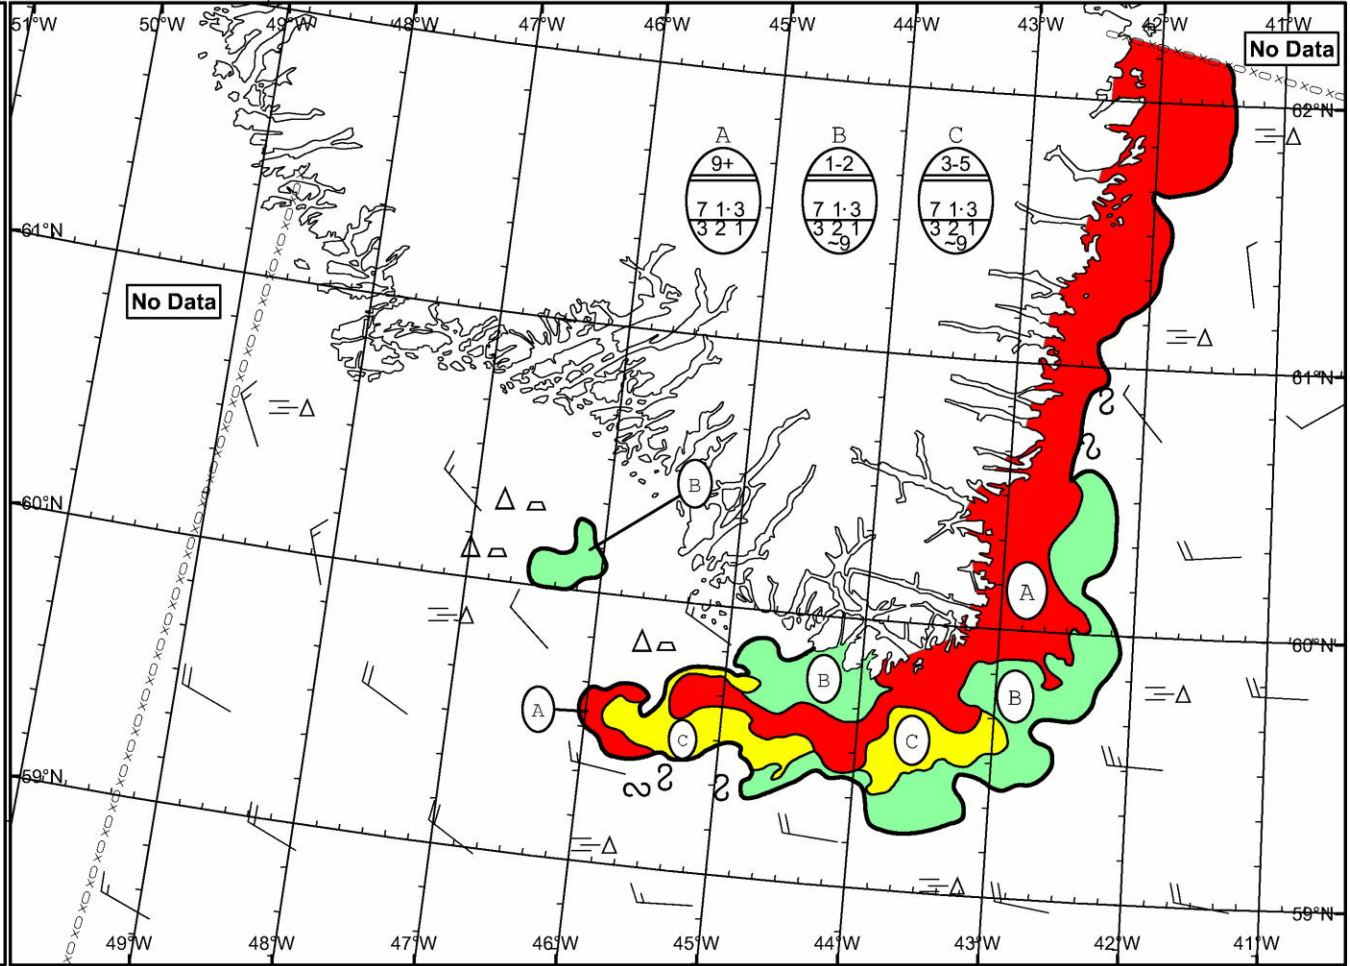 51°W 50°W 49°W 48°W 47°W 46°W 45°W 44°W 43°W 42°W 41°W
No Data
62°N
A B C
9+ 1-2 3-5
7 1·3 7 1·3 7 1·3
3 2 1 3 2 1 3 2 1
~9 ~9
61°N
No Data
61°N
B
60°N
A
60°N
B
B
A
C
C
59°N
59°N
49°W 48°W 47°W 46°W 45°W 44°W 43°W 42°W 41°W